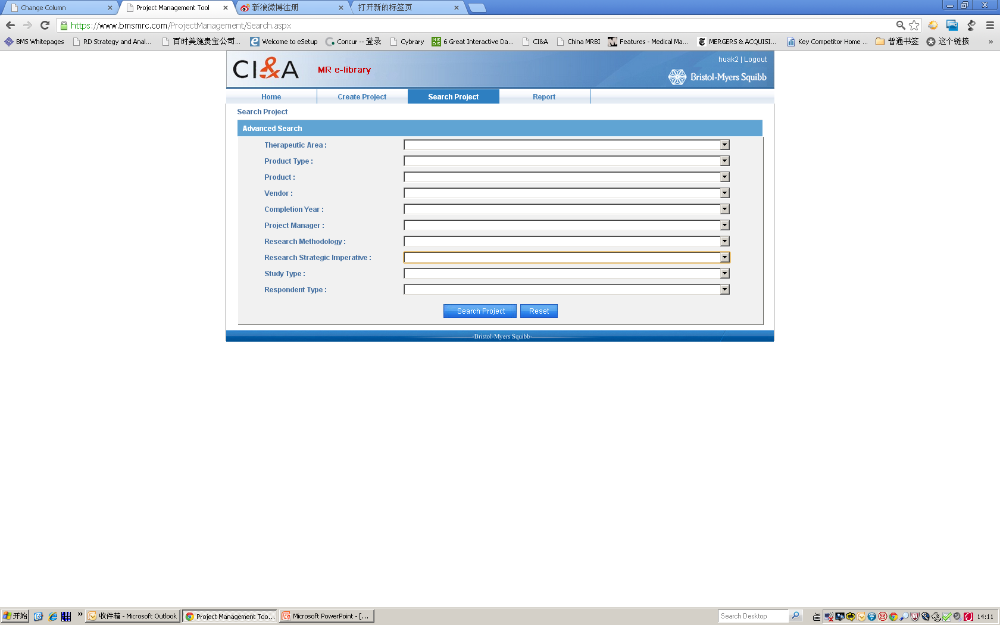 Change Column
Project Management Tool
新浪微博注册
打开新的标签页
https://www.bmsmrc.com/ProjectManagement/Search.aspx
BMS Whitepages
RD Strategy and Anal...
百时美施贵宝公司...
Welcome to eSetup
Concur -- 登录
Cybrary
6 Great Interactive Da...
CI&A
China MRBI
Features - Medical Ma...
MERGERS & ACQUISI...
Key Competitor Home ...
普通书签
这个链接
»
CI&A
MR e-library
huak2 | Logout
Bristol-Myers Squibb
Home
Create Project
Search Project
Report
Search Project
Advanced Search
Therapeutic Area :
Product Type :
Product :
Vendor :
Completion Year :
Project Manager :
Research Methodology :
Research Strategic Imperative :
Study Type :
Respondent Type :
Search Project
Reset
Bristol-Myers Squibb
开始
»
收件箱 - Microsoft Outlook
Project Management Too...
Microsoft PowerPoint - [...
Search Desktop
14:11